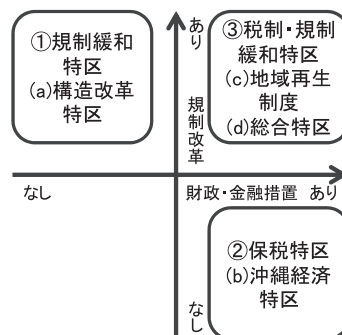 ①規制緩和
特区
(a)構造改革
特区
あり
規制改革
③税制・規制
緩和特区
(c)地域再生
制度
(d)総合特区
なし
財政・金融措置 あり
なし
②保税特区
(b)沖縄経済
特区